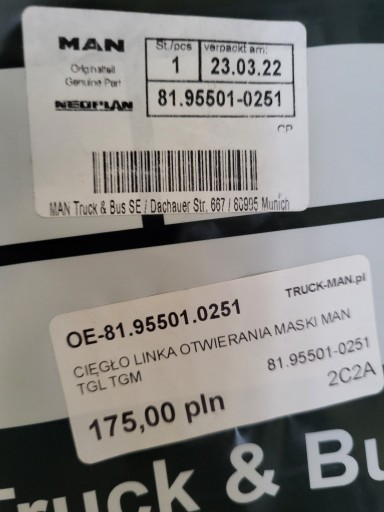 MAN
Originalteil
Genuine Part
NEOPLAN
St./pcs
1
verpackt am:
23.03.22
81.95501-0251
CP
MAN Truck & Bus SE / Dachauer Str. 667 / 80995 Munich
TRUCK-MAN.pl
OE-81.95501.0251
CIĘGŁO LINKA OTWIERANIA MASKI MAN
TGL TGM
81.95501-0251
175,00 pln
2C2A
Truck & Bu